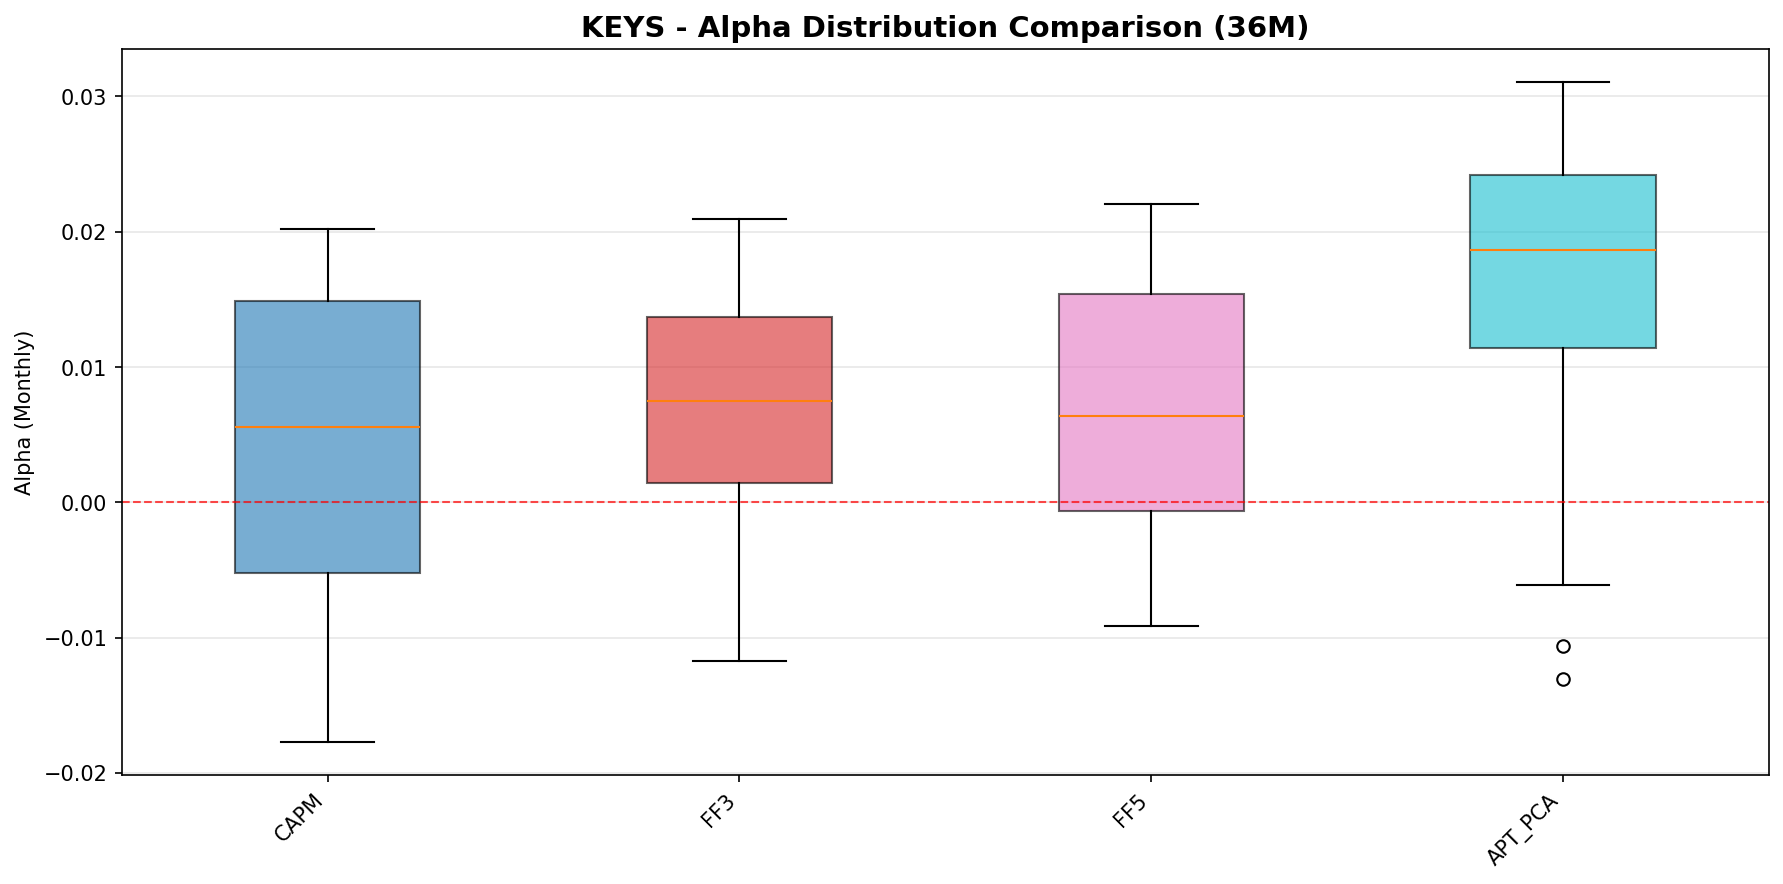 KEYS - Alpha Distribution Comparison (36M)
Alpha (Monthly)
0.03
0.02
0.01
0.00
−0.01
−0.02
CAPM
FF3
FF5
APT_PCA